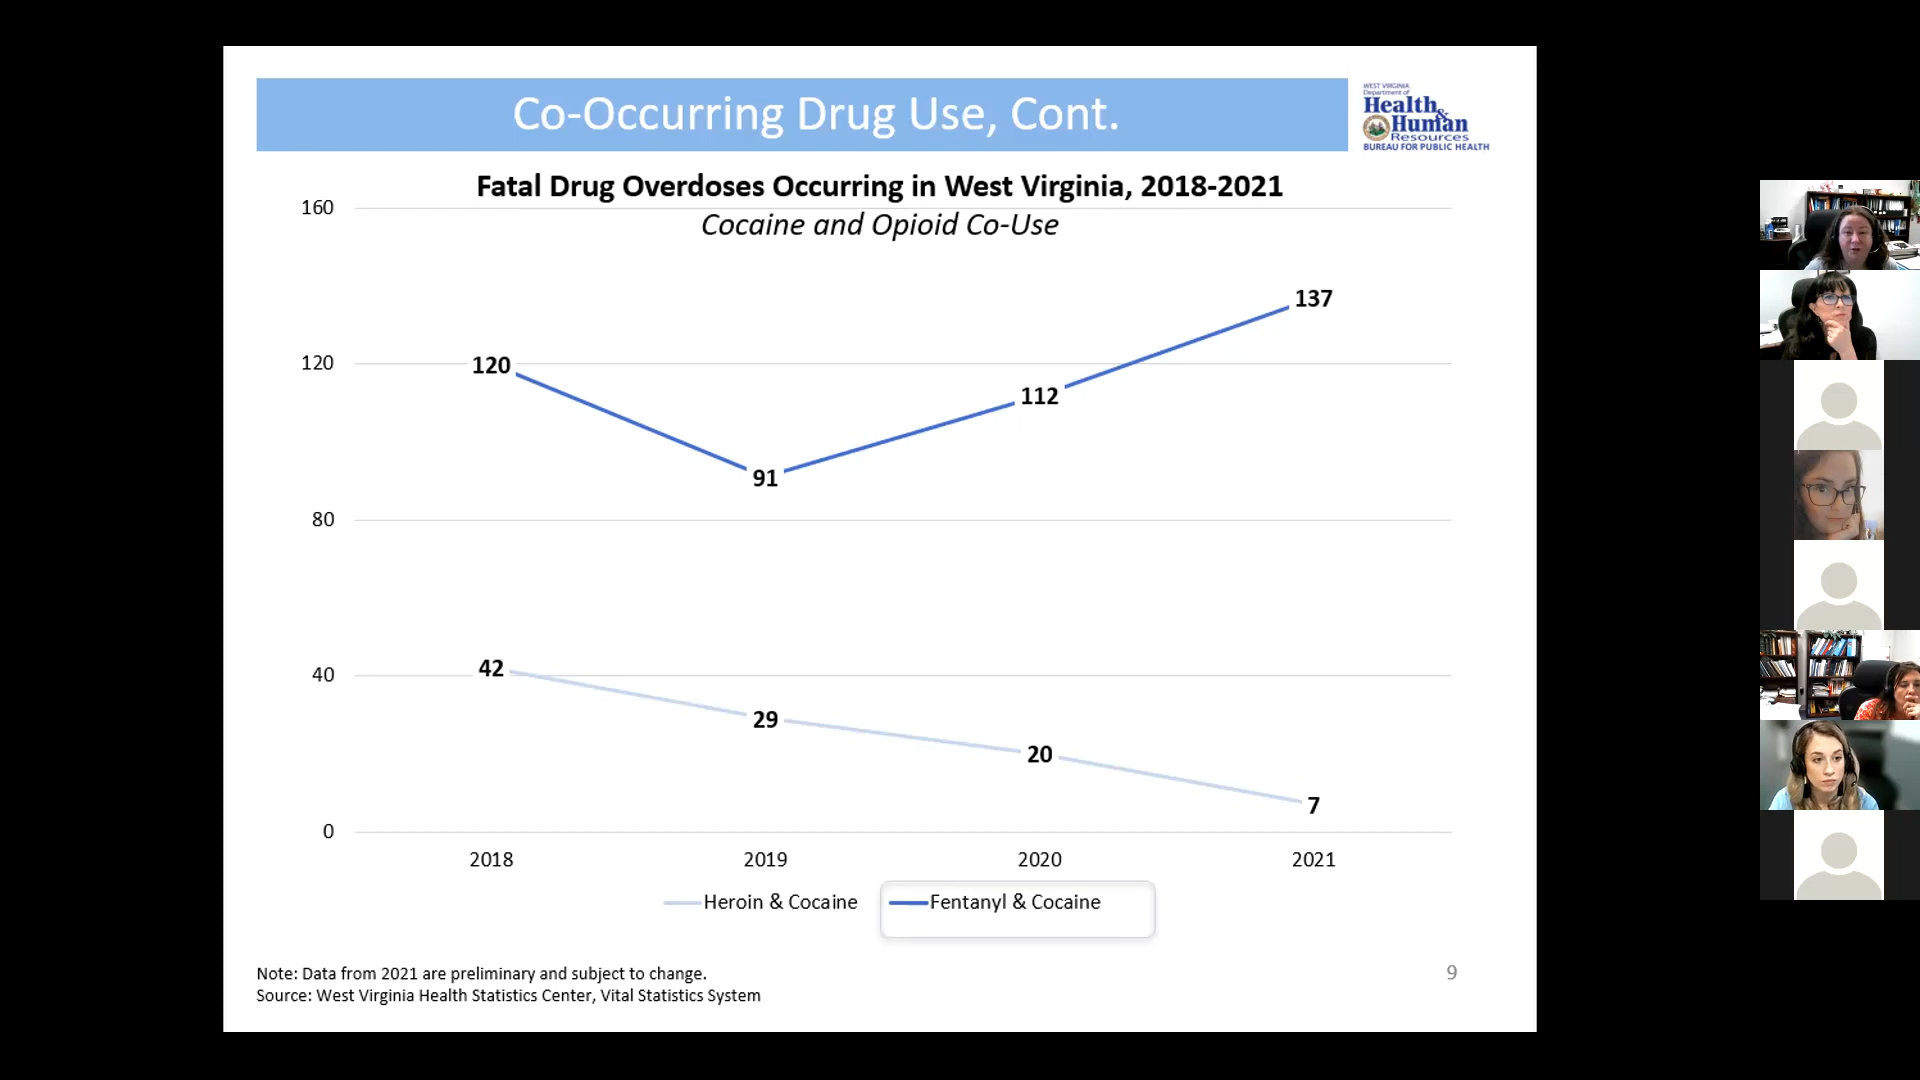 Co-Occurring Drug Use, Cont.
WEST VIRGINIA
Department of
Health
&
Human
Resources
BUREAU FOR PUBLIC HEALTH
Fatal Drug Overdoses Occurring in West Virginia, 2018-2021
Cocaine and Opioid Co-Use
160
120
80
40
0
120
91
112
137
42
29
20
7
2018 2019 2020 2021
Heroin & Cocaine Fentanyl & Cocaine
Note: Data from 2021 are preliminary and subject to change.
Source: West Virginia Health Statistics Center, Vital Statistics System
9